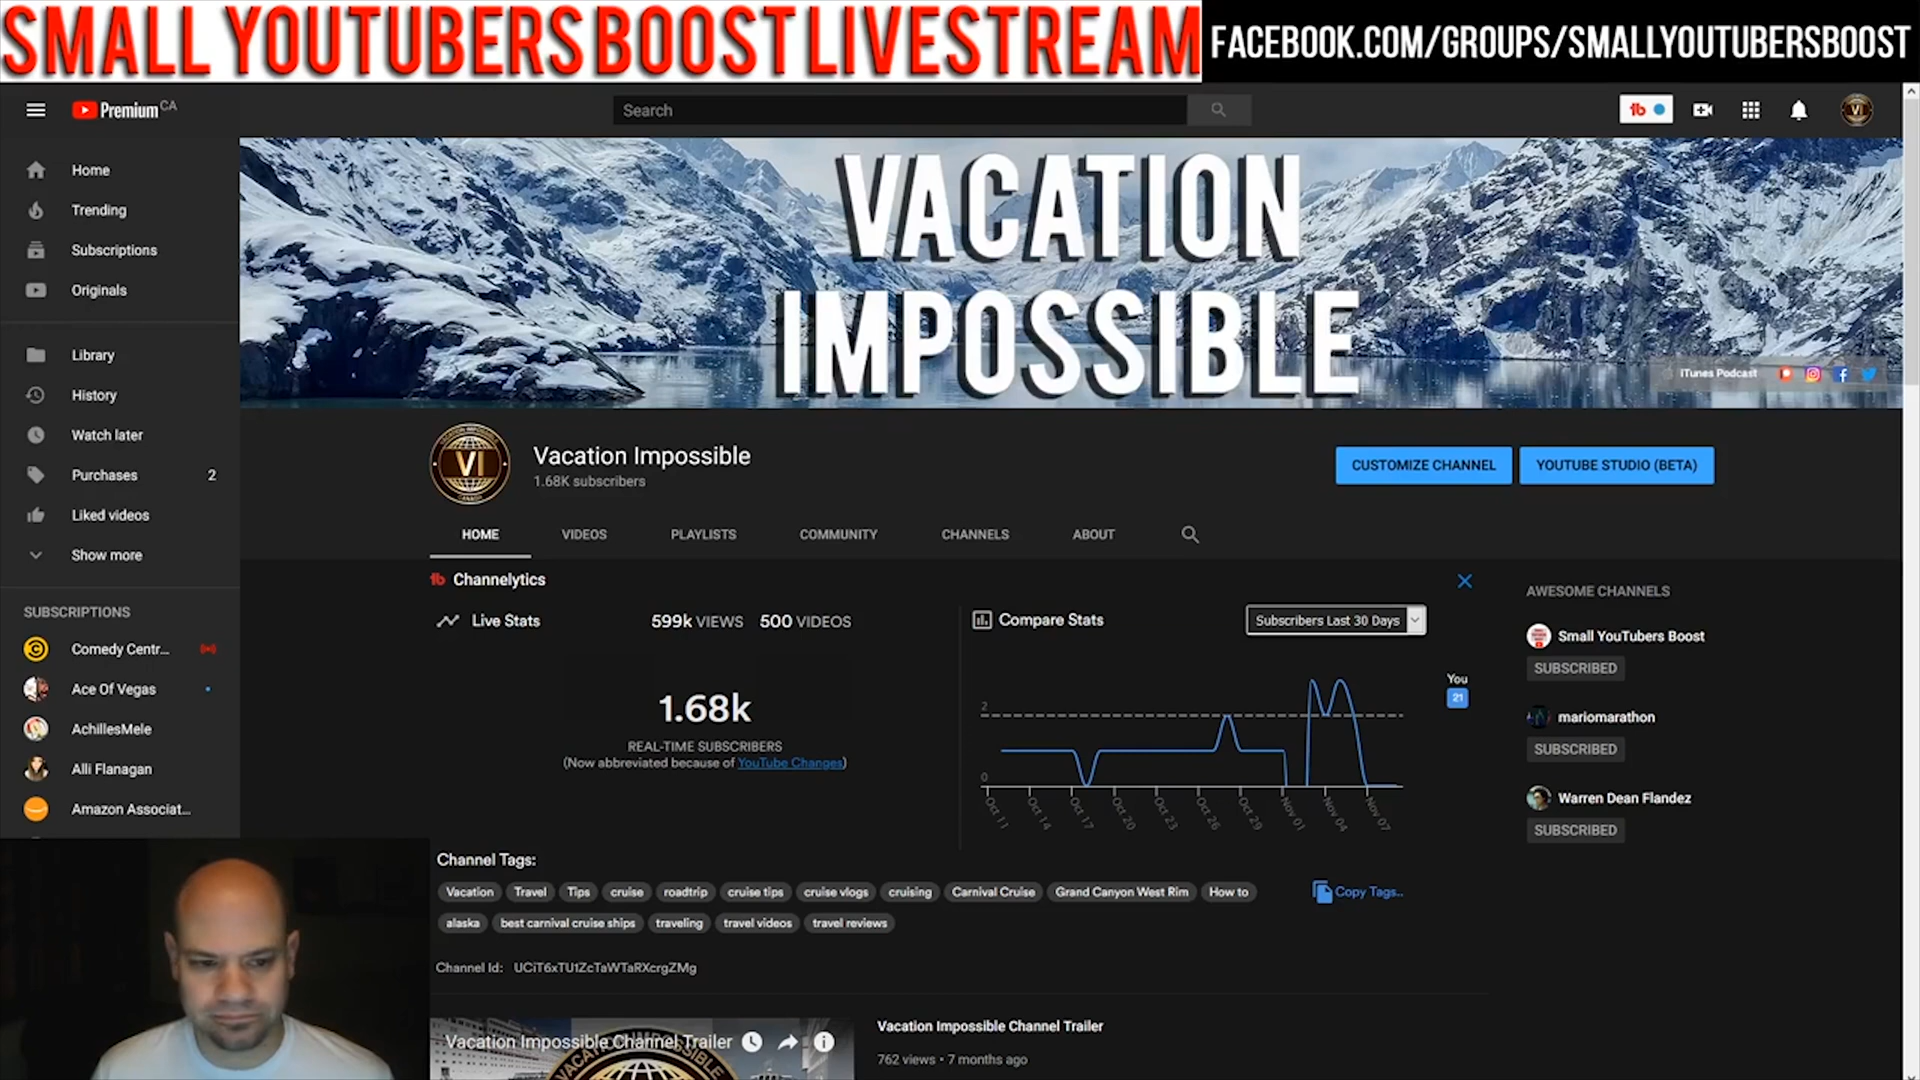 SMALL YOUTUBERS BOOST LIVESTREAM
FACEBOOK.COM/GROUPS/SMALLYOUTUBERSBOOST
Premium CA
Search
Home
Trending
Subscriptions
Originals
Library
History
Watch later
Purchases 2
Liked videos
Show more
SUBSCRIPTIONS
Comedy Centr...
Ace Of Vegas
AchillesMele
Alli Flanagan
Amazon Associat...
VACATION
IMPOSSIBLE
iTunes Podcast
VI
Vacation Impossible
1.68K subscribers
CUSTOMIZE CHANNEL
YOUTUBE STUDIO (BETA)
HOME VIDEOS PLAYLISTS COMMUNITY CHANNELS ABOUT
Channelytics
Live Stats 599k VIEWS 500 VIDEOS
1.68k
REAL-TIME SUBSCRIBERS
(Now abbreviated because of YouTube Changes)
Compare Stats
Subscribers Last 30 Days
You
21
2
0
Oct 11 Oct 14 Oct 17 Oct 20 Oct 23 Oct 26 Oct 29 Nov 01 Nov 04 Nov 07
AWESOME CHANNELS
Small YouTubers Boost
SUBSCRIBED
mariomarathon
SUBSCRIBED
Warren Dean Flandez
SUBSCRIBED
Channel Tags:
Vacation Travel Tips cruise roadtrip cruise tips cruise vlogs cruising Carnival Cruise Grand Canyon West Rim How to
alaska best carnival cruise ships traveling travel videos travel reviews
Copy Tags..
Channel Id: UCiT6xTU1ZcTaWTaRXcrgZMg
Vacation Impossible Channel Trailer
Vacation Impossible Channel Trailer
762 views • 7 months ago